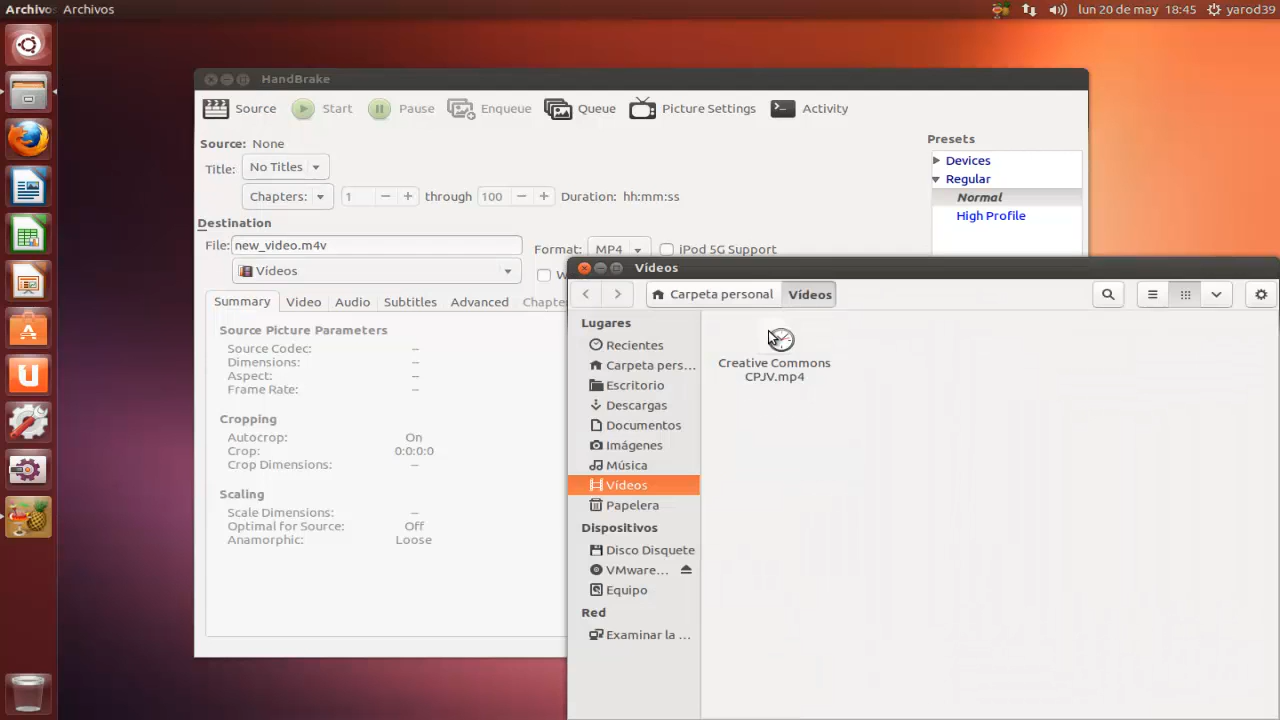 Archivos Archivos
lun 20 de may 18:45 yarod39
HandBrake
Source Start Pause Enqueue Queue Picture Settings Activity
Source: None
Title: No Titles
Chapters: 1 through 100 Duration: hh:mm:ss
Destination
File: new_video.m4v Format: MP4 iPod 5G Support
Videos W
Summary Video Audio Subtitles Advanced Chapte
Source Picture Parameters
Source Codec: --
Dimensions: --
Aspect: --
Frame Rate: --
Cropping
Autocrop: On
Crop: 0:0:0:0
Crop Dimensions: --
Scaling
Scale Dimensions: --
Optimal for Source: Off
Anamorphic: Loose
Presets
Devices
Regular
Normal
High Profile
Vídeos
Carpeta personal Vídeos
Lugares
Recientes
Carpeta pers...
Escritorio
Descargas
Documentos
Imágenes
Música
Vídeos
Papelera
Dispositivos
Disco Disquete
VMware...
Equipo
Red
Examinar la ...
Creative Commons
CPJV.mp4